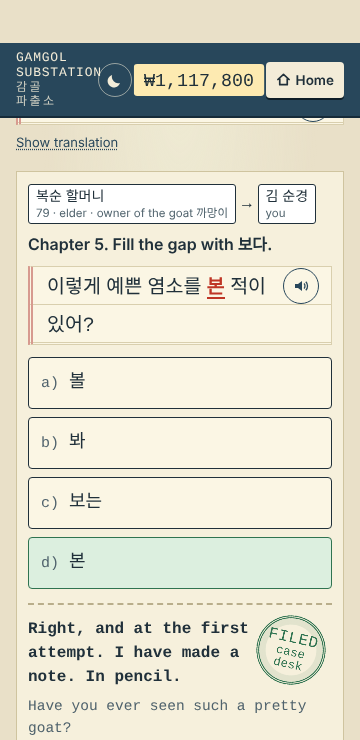 GAMGOL
SUBSTATION
감골
파출소
₩1,117,800
Home
Show translation
복순 할머니
79 · elder · owner of the goat 까망이
→
김 순경
you
Chapter 5. Fill the gap with 보다.
이렇게 예쁜 염소를 본 적이
있어?
a) 볼
b) 봐
c) 보는
d) 본
Right, and at the first
attempt. I have made a
note. In pencil.
FILED
case
desk
Have you ever seen such a pretty
goat?